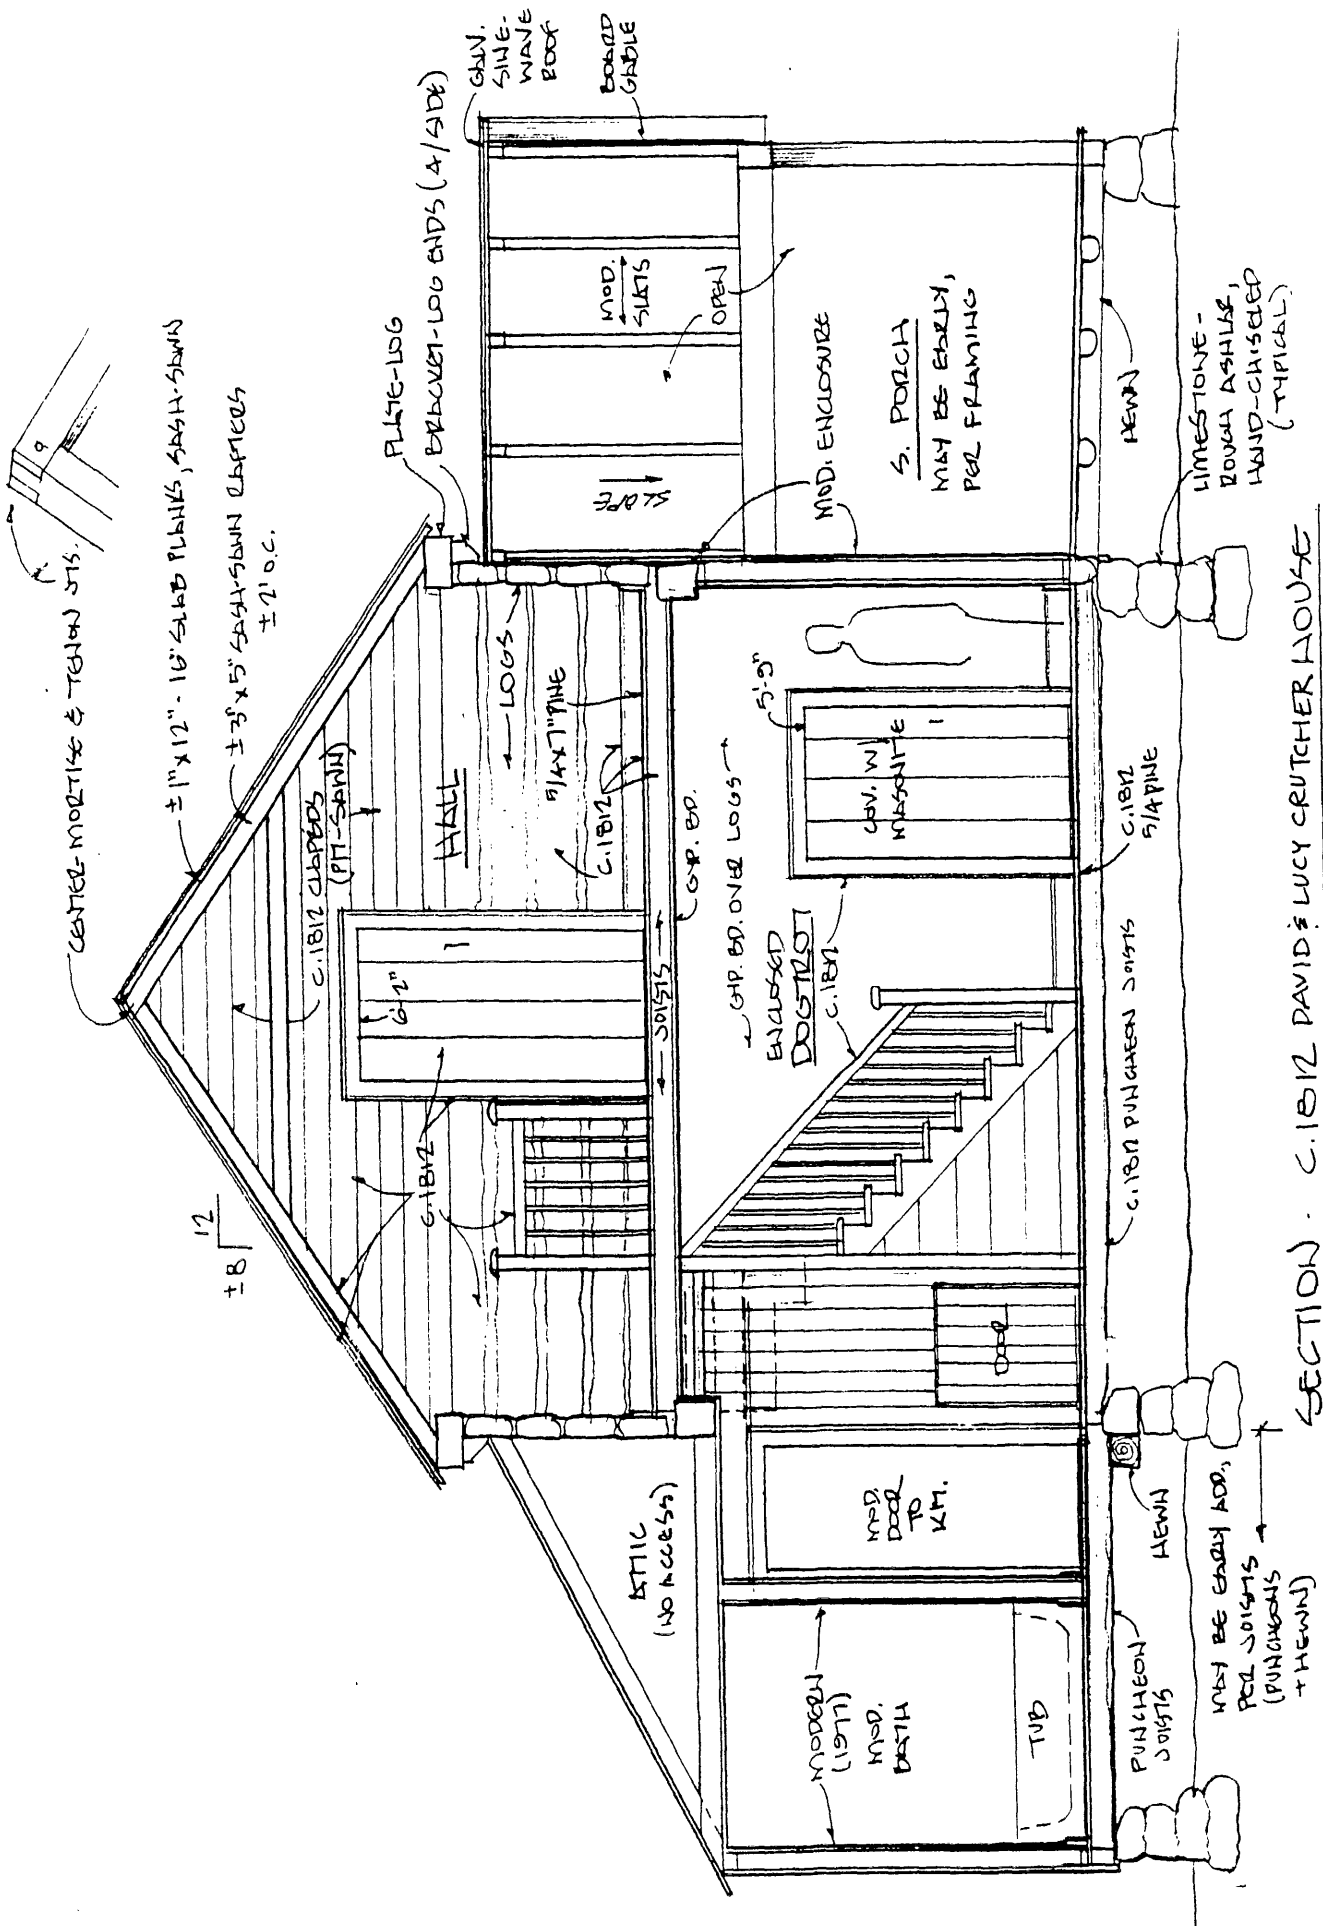 CENTER-MORTISE & TENON JTS.
±1"x12"-16" SLAB PLANKS, SASH-SAWN
±3"x5" SASH-SAWN RAFTERS
±2' O.C.
PLATE-LOG
BRACKET-LOG ENDS (4/SIDE)
GALV.
SINE-
WAVE
ROOF
BOARD
GABLE
±8
12
C.1812 CLAPBDS
(PM-SAWN)
HALL
LOGS
6'-2"
C.1812
5/4x7" PINE
C.1812
JOISTS
GYP. BD.
SLOPE
MOD.
SLATS
OPEN
MOD. ENCLOSURE
S. PORCH
MAY BE EARLY,
PER FRAMING
ATTIC
(NO ACCESS)
GYP. BD. OVER LOGS
ENCLOSED
DOGTROT
C.1812
5'-9"
COV. W/
MASONITE
MODERN
(1977)
MOD.
BATH
TUB
MOD.
DOOR
TO
KIT.
C.1812
5/4 PINE
C.1812 PUNCHEON JOISTS
HEWN
PUNCHEON
JOISTS
HEWN
MAY BE EARLY ADD.,
PER JOISTS
(PUNCHEONS
+ HEWN)
LIMESTONE -
ROUGH ASHLAR,
HAND-CHISELED
(TYPICAL)
SECTION . C.1812 DAVID & LUCY CRUTCHER HOUSE